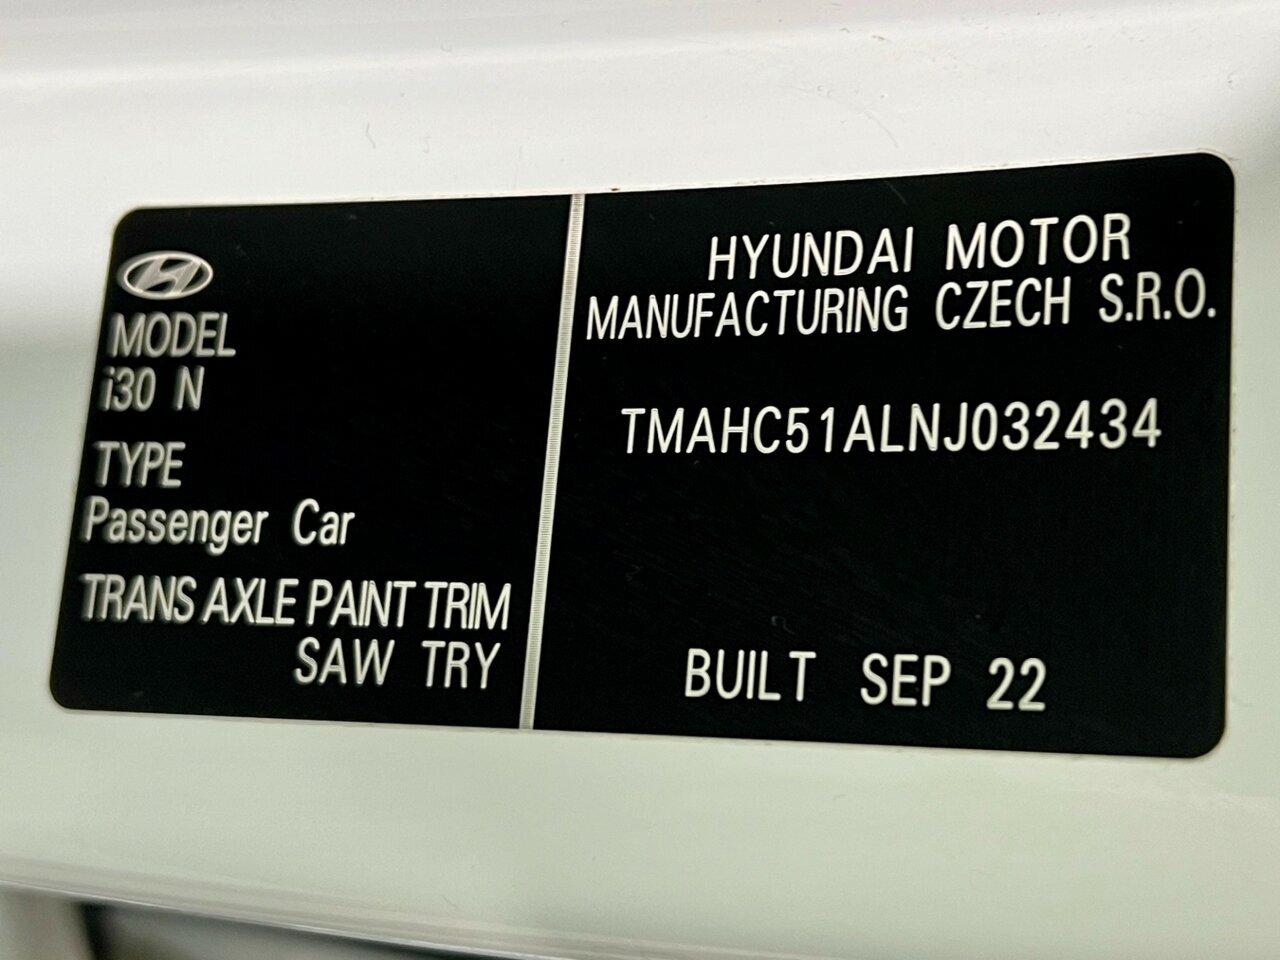 MODEL
i30 N
TYPE
Passenger Car
TRANS AXLE PAINT TRIM
SAW TRY
HYUNDAI MOTOR
MANUFACTURING CZECH S.R.O.
TMAHC51ALNJ032434
BUILT SEP 22